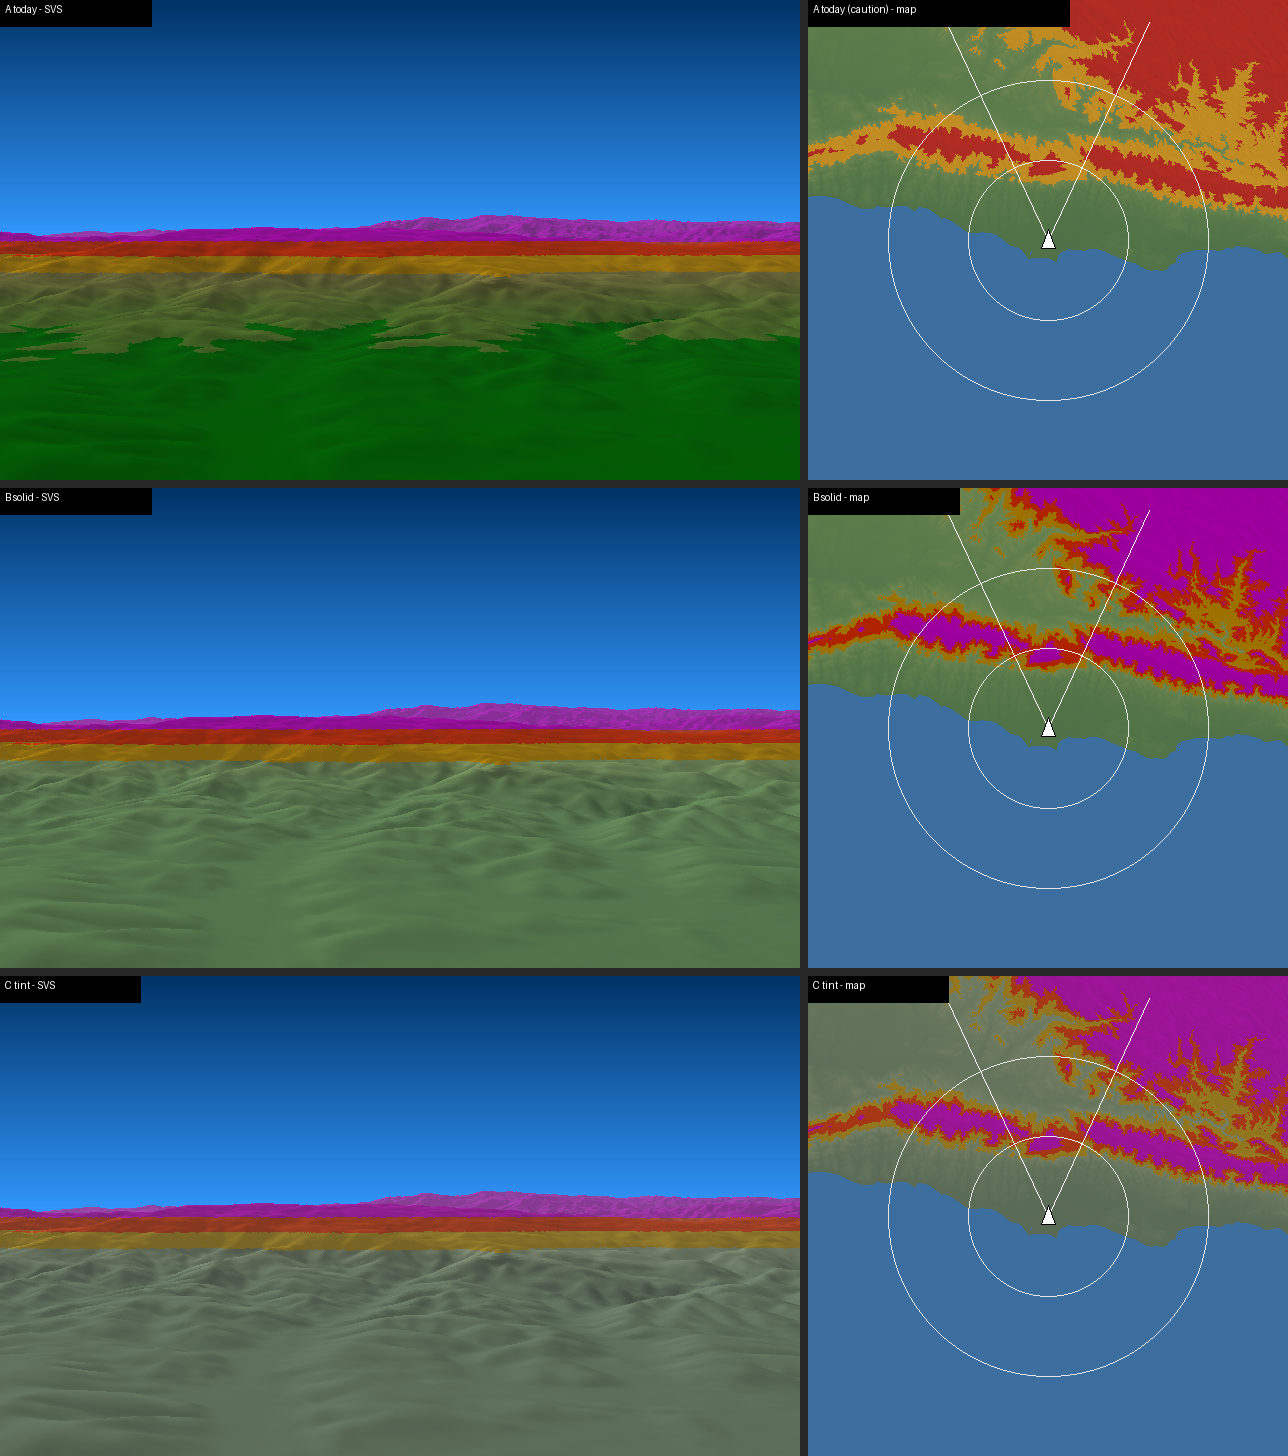 A today - SVS
A today (caution) - map
B solid - SVS
B solid - map
C tint - SVS
C tint - map